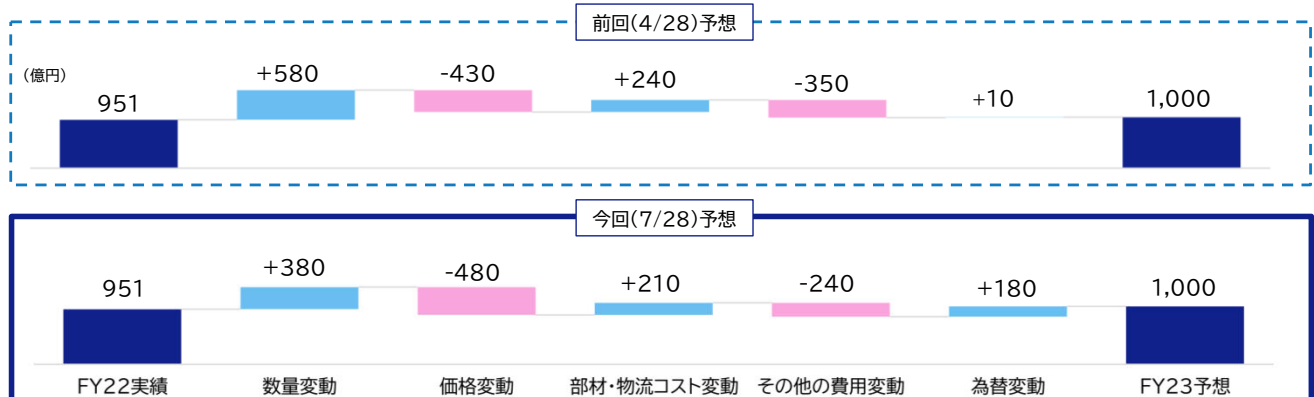 前回(4/28)予想
(億円)
951
+580
-430
+240
-350
+10
1,000
今回(7/28)予想
951
+380
-480
+210
-240
+180
1,000
FY22実績
数量変動
価格変動
部材・物流コスト変動
その他の費用変動
為替変動
FY23予想